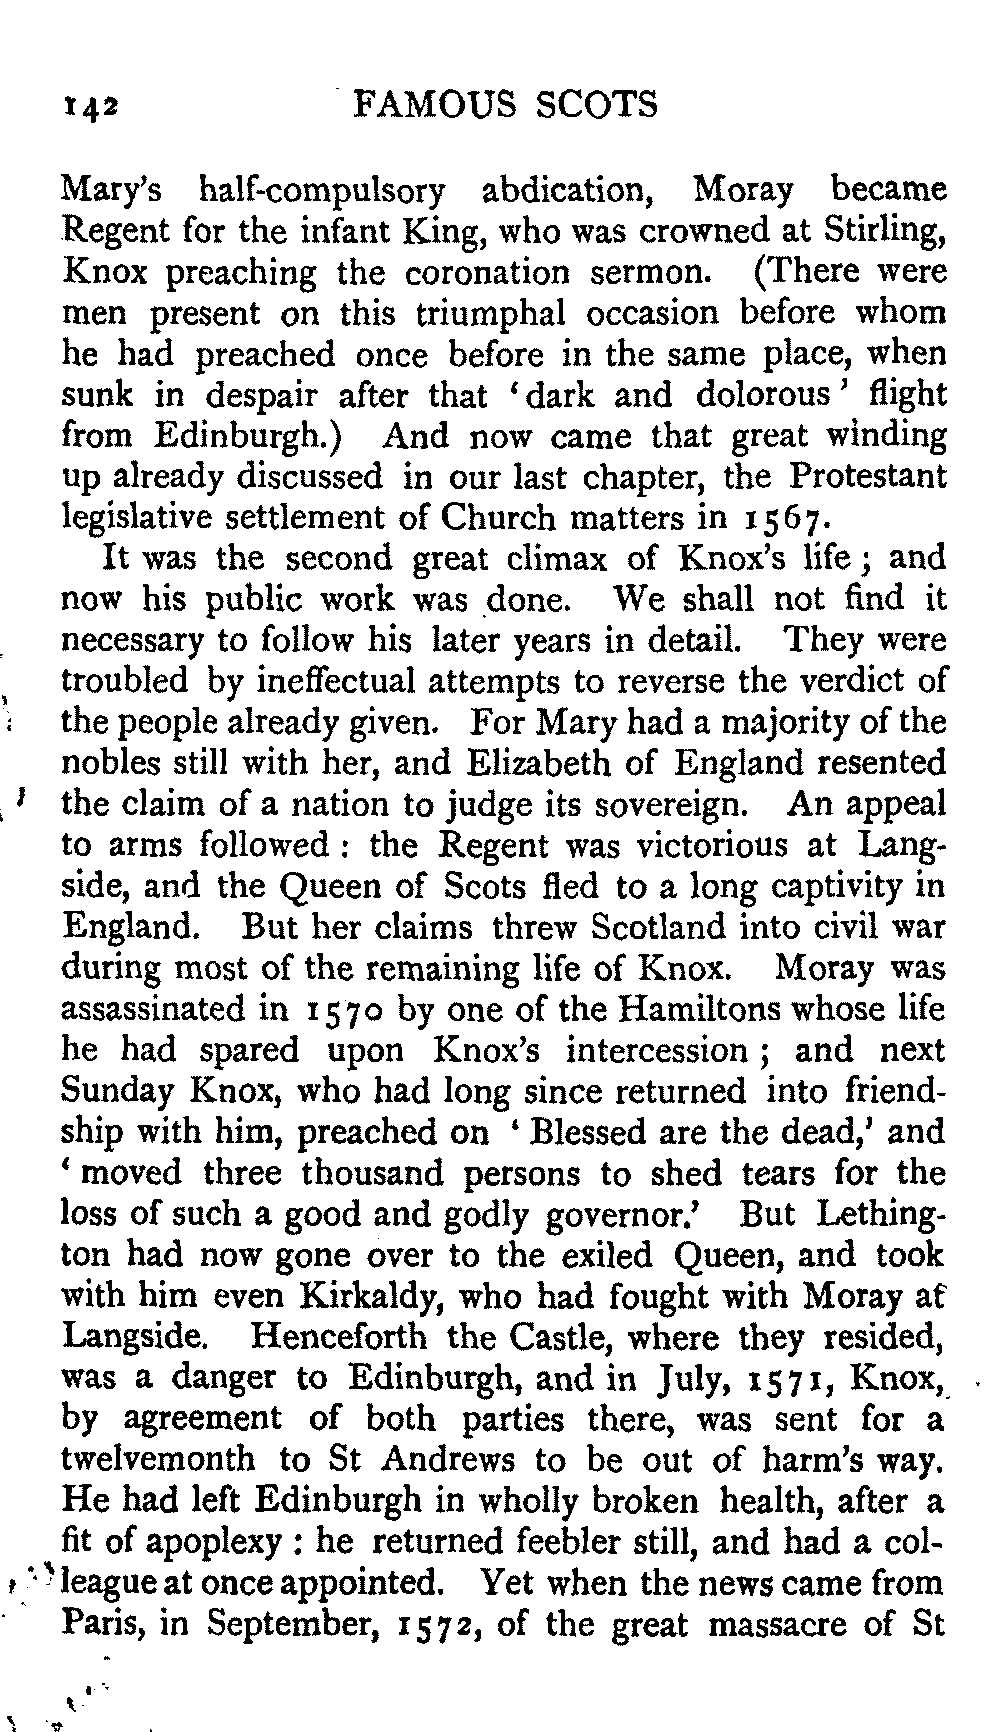 142 FAMOUS SCOTS
Mary's half-compulsory abdication, Moray became
Regent for the infant King, who was crowned at Stirling,
Knox preaching the coronation sermon. (There were
men present on this triumphal occasion before whom
he had preached once before in the same place, when
sunk in despair after that ‘dark and dolorous’ flight
from Edinburgh.) And now came that great winding
up already discussed in our last chapter, the Protestant
legislative settlement of Church matters in 1567.
It was the second great climax of Knox's life; and
now his public work was done. We shall not find it
necessary to follow his later years in detail. They were
troubled by ineffectual attempts to reverse the verdict of
the people already given. For Mary had a majority of the
nobles still with her, and Elizabeth of England resented
the claim of a nation to judge its sovereign. An appeal
to arms followed: the Regent was victorious at Lang-
side, and the Queen of Scots fled to a long captivity in
England. But her claims threw Scotland into civil war
during most of the remaining life of Knox. Moray was
assassinated in 1570 by one of the Hamiltons whose life
he had spared upon Knox's intercession; and next
Sunday Knox, who had long since returned into friend-
ship with him, preached on ‘Blessed are the dead,’ and
‘moved three thousand persons to shed tears for the
loss of such a good and godly governor.’ But Lething-
ton had now gone over to the exiled Queen, and took
with him even Kirkaldy, who had fought with Moray at
Langside. Henceforth the Castle, where they resided,
was a danger to Edinburgh, and in July, 1571, Knox,
by agreement of both parties there, was sent for a
twelvemonth to St Andrews to be out of harm's way.
He had left Edinburgh in wholly broken health, after a
fit of apoplexy: he returned feebler still, and had a col-
league at once appointed. Yet when the news came from
Paris, in September, 1572, of the great massacre of St